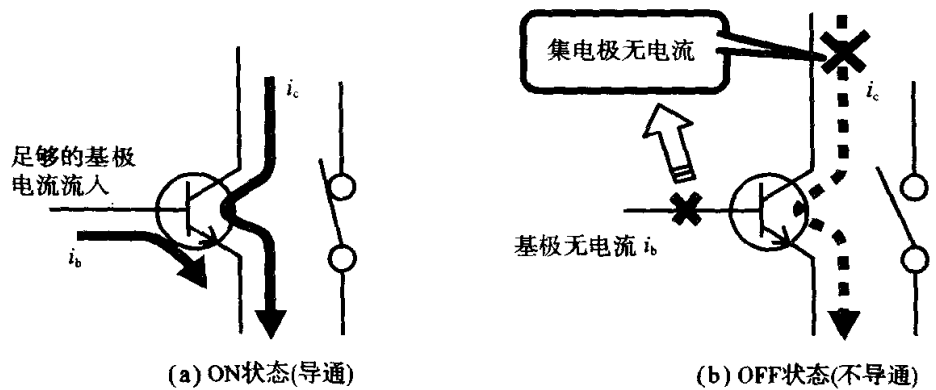 足够的基极
电流流入
i_b
i_c
(a) ON状态(导通)
集电极无电流
i_c
基极无电流 i_b
(b) OFF状态(不导通)